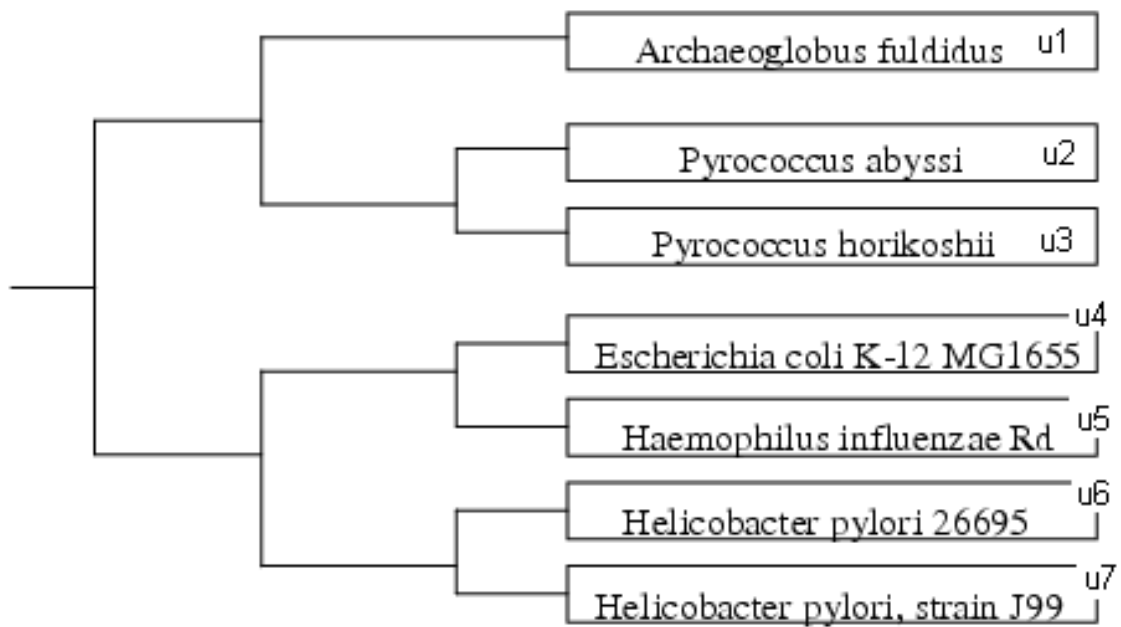 Archaeoglobus fuldidus u1
Pyrococcus abyssi u2
Pyrococcus horikoshii u3
Escherichia coli K-12 MG1655 u4
Haemophilus influenzae Rd u5
Helicobacter pylori 26695 u6
Helicobacter pylori, strain J99 u7